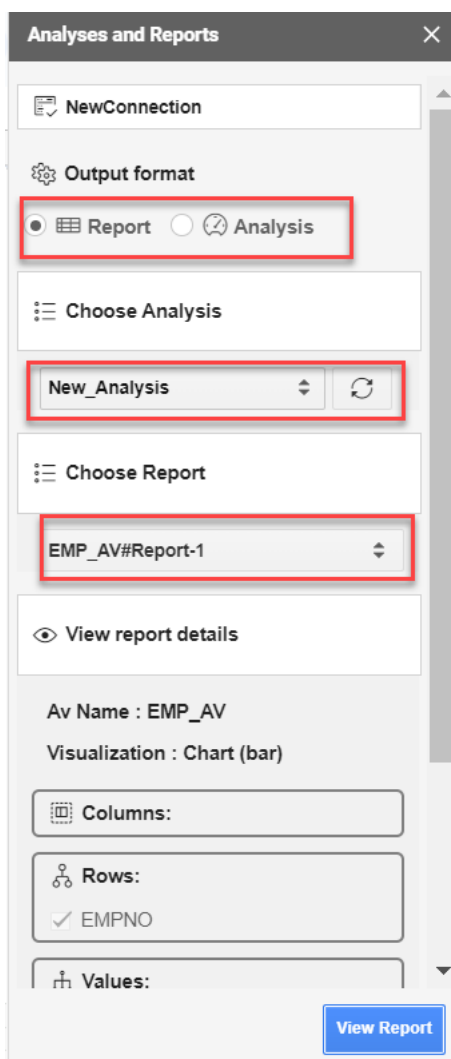 Analyses and Reports
NewConnection
Output format
Report Analysis
Choose Analysis
New_Analysis
Choose Report
EMP_AV#Report-1
View report details
Av Name : EMP_AV
Visualization : Chart (bar)
Columns:
Rows:
EMPNO
Values:
View Report